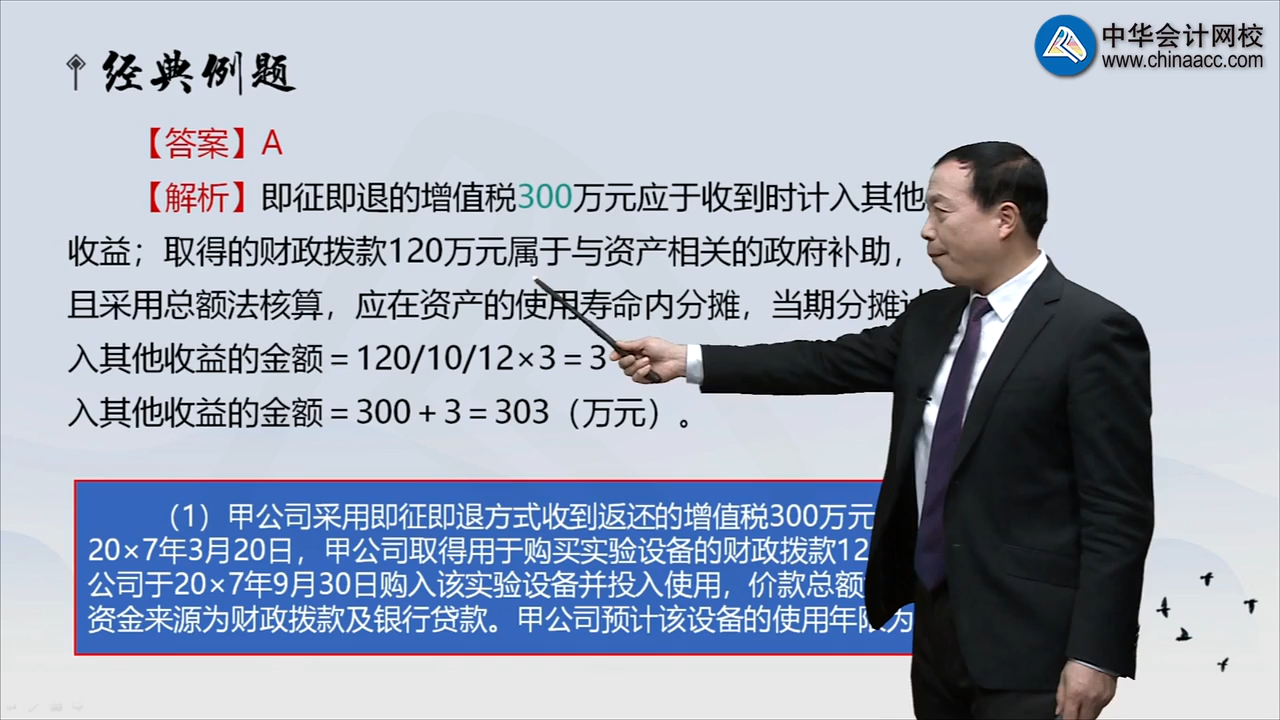 经典例题
中华会计网校
www.chinaacc.com
【答案】A
【解析】即征即退的增值税300万元应于收到时计入其他
收益；取得的财政拨款120万元属于与资产相关的政府补助，
且采用总额法核算，应在资产的使用寿命内分摊，当期分摊计
入其他收益的金额＝120/10/12×3＝3
入其他收益的金额＝300＋3＝303（万元）。
（1）甲公司采用即征即退方式收到返还的增值税300万元
20×7年3月20日，甲公司取得用于购买实验设备的财政拨款12
公司于20×7年9月30日购入该实验设备并投入使用，价款总额
资金来源为财政拨款及银行贷款。甲公司预计该设备的使用年限为